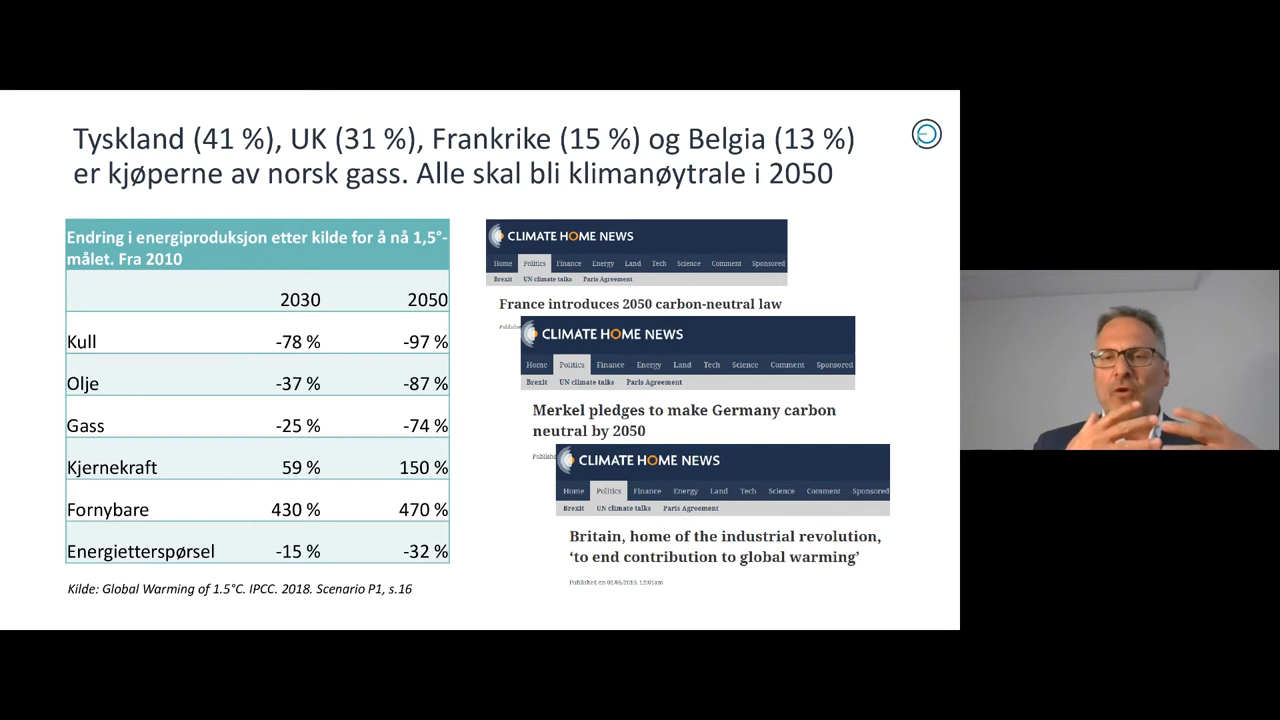 Tyskland (41 %), UK (31 %), Frankrike (15 %) og Belgia (13 %)
er kjøperne av norsk gass. Alle skal bli klimanøytrale i 2050
Endring i energiproduksjon etter kilde for å nå 1,5°-
målet. Fra 2010
2030 2050
Kull -78 % -97 %
Olje -37 % -87 %
Gass -25 % -74 %
Kjernekraft 59 % 150 %
Fornybare 430 % 470 %
Energietterspørsel -15 % -32 %
Kilde: Global Warming of 1.5°C. IPCC. 2018. Scenario P1, s.16
CLIMATE HOME NEWS
Home Politics Finance Energy Land Tech Science Comment Sponsored
Brexit UN climate talks Paris Agreement
France introduces 2050 carbon-neutral law
CLIMATE HOME NEWS
Home Politics Finance Energy Land Tech Science Comment Sponsored
Brexit UN climate talks Paris Agreement
Merkel pledges to make Germany carbon
neutral by 2050
CLIMATE HOME NEWS
Home Politics Finance Energy Land Tech Science Comment Sponsored
Brexit UN climate talks Paris Agreement
Britain, home of the industrial revolution,
‘to end contribution to global warming’
Published on